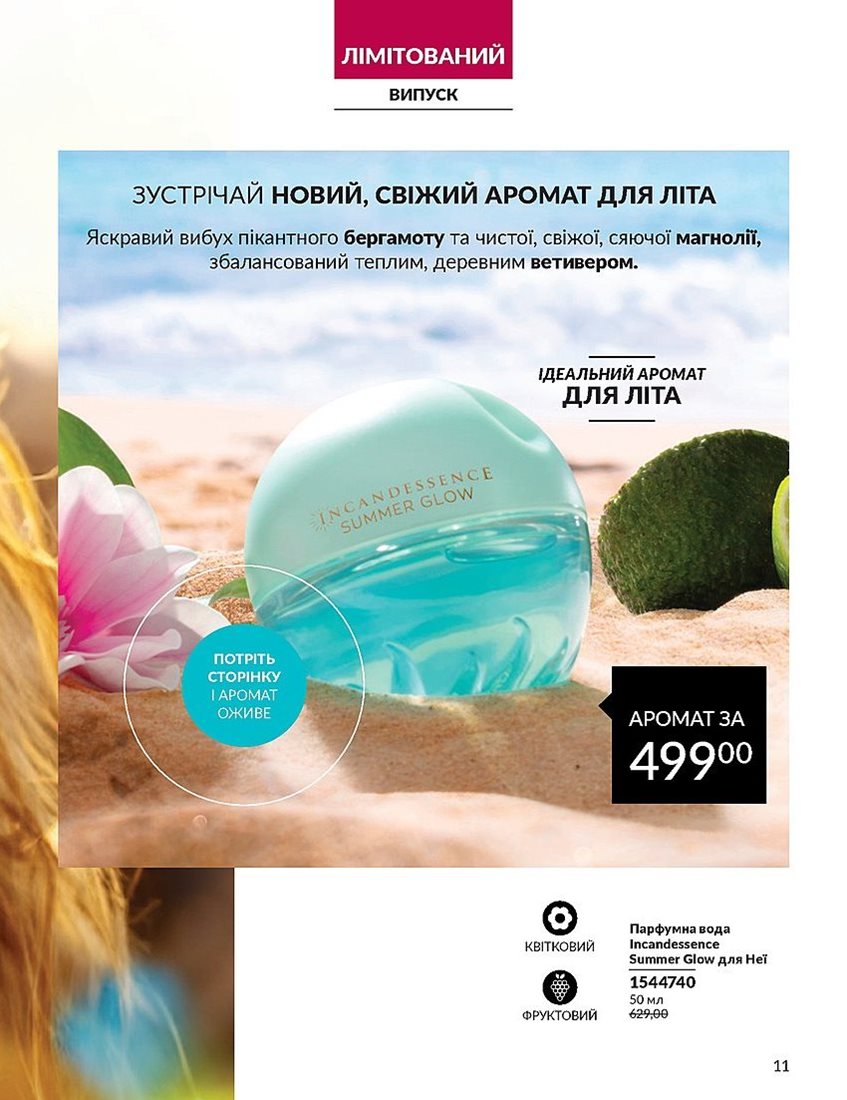 ЛІМІТОВАНИЙ
ВИПУСК
ЗУСТРІЧАЙ НОВИЙ, СВІЖИЙ АРОМАТ ДЛЯ ЛІТА
Яскравий вибух пікантного бергамоту та чистої, свіжої, сяючої магнолії,
збалансований теплим, деревним ветивером.
ІДЕАЛЬНИЙ АРОМАТ
ДЛЯ ЛІТА
INCANDESSENCE
SUMMER GLOW
ПОТРІТЬ
СТОРІНКУ
І АРОМАТ
ОЖИВЕ
АРОМАТ ЗА
49900
КВІТКОВИЙ
ФРУКТОВИЙ
Парфумна вода
Incandessence
Summer Glow для Неї
1544740
50 мл
629,00
11